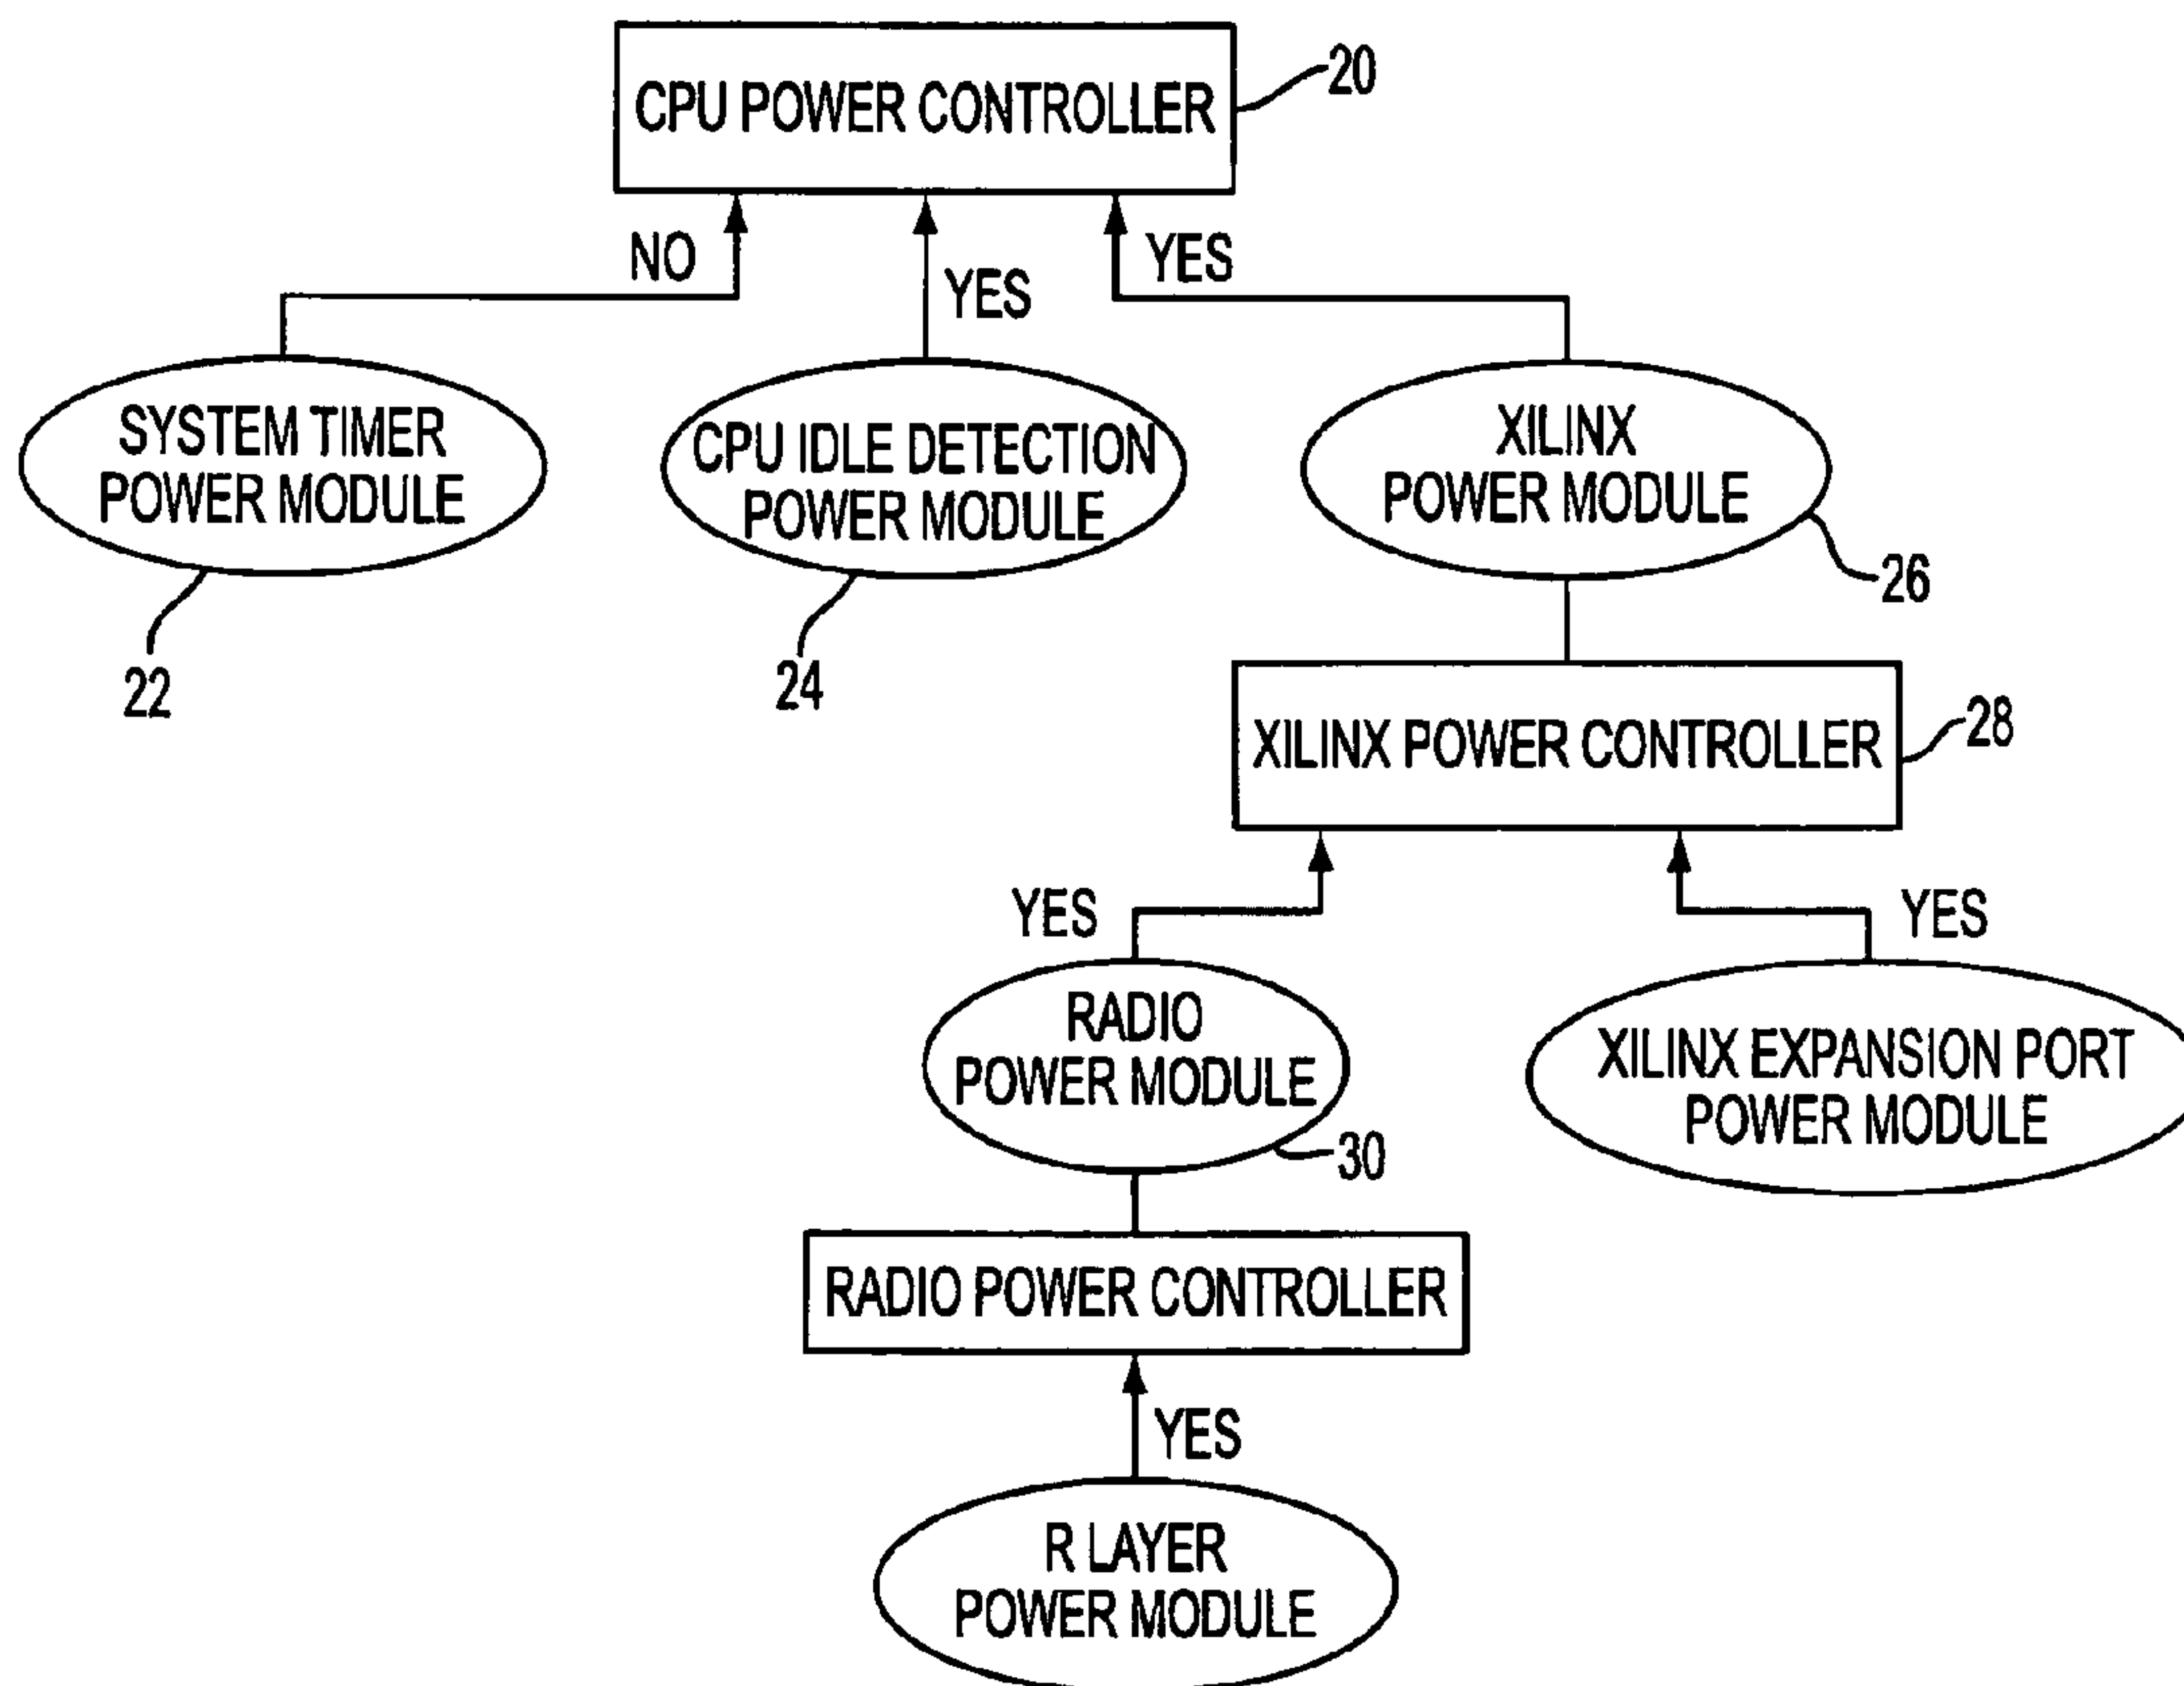 CPU POWER CONTROLLER
20
NO
YES
YES
SYSTEM TIMER
POWER MODULE
CPU IDLE DETECTION
POWER MODULE
XILINX
POWER MODULE
22
24
26
XILINX POWER CONTROLLER
28
YES
YES
RADIO
POWER MODULE
30
XILINX EXPANSION PORT
POWER MODULE
RADIO POWER CONTROLLER
YES
R LAYER
POWER MODULE